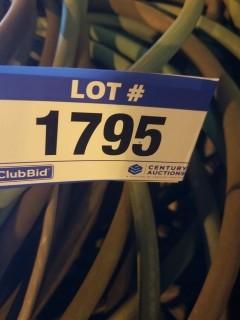 LOT #
1795
ClubBid
CENTURY
AUCTIONS